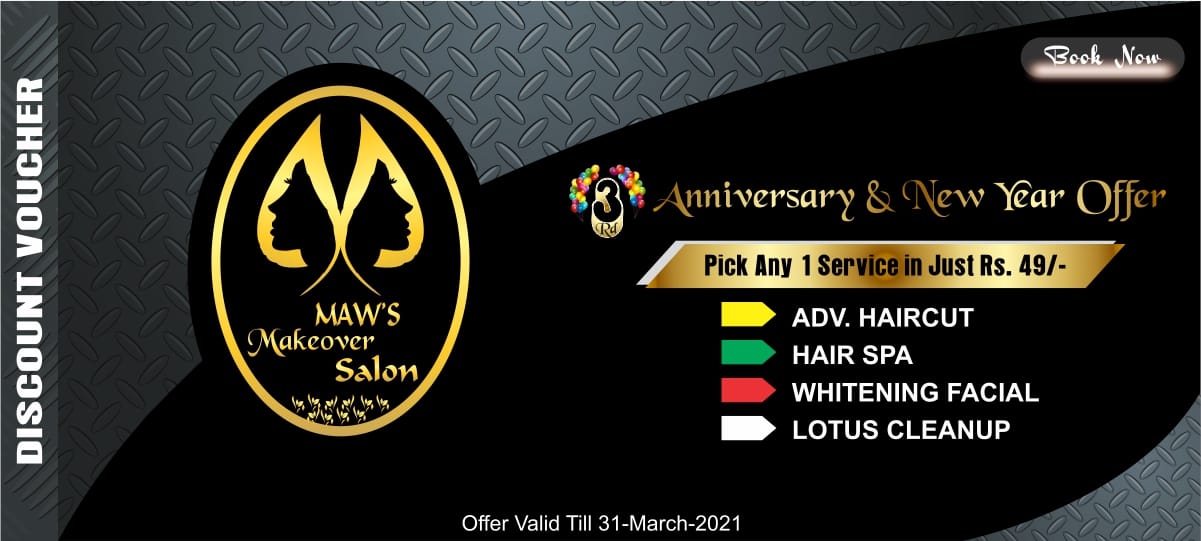 DISCOUNT VOUCHER
MAW'S
Makeover
Salon
Book Now
3
Rd
Anniversary & New Year Offer
Pick Any 1 Service in Just Rs. 49/-
ADV. HAIRCUT
HAIR SPA
WHITENING FACIAL
LOTUS CLEANUP
Offer Valid Till 31-March-2021